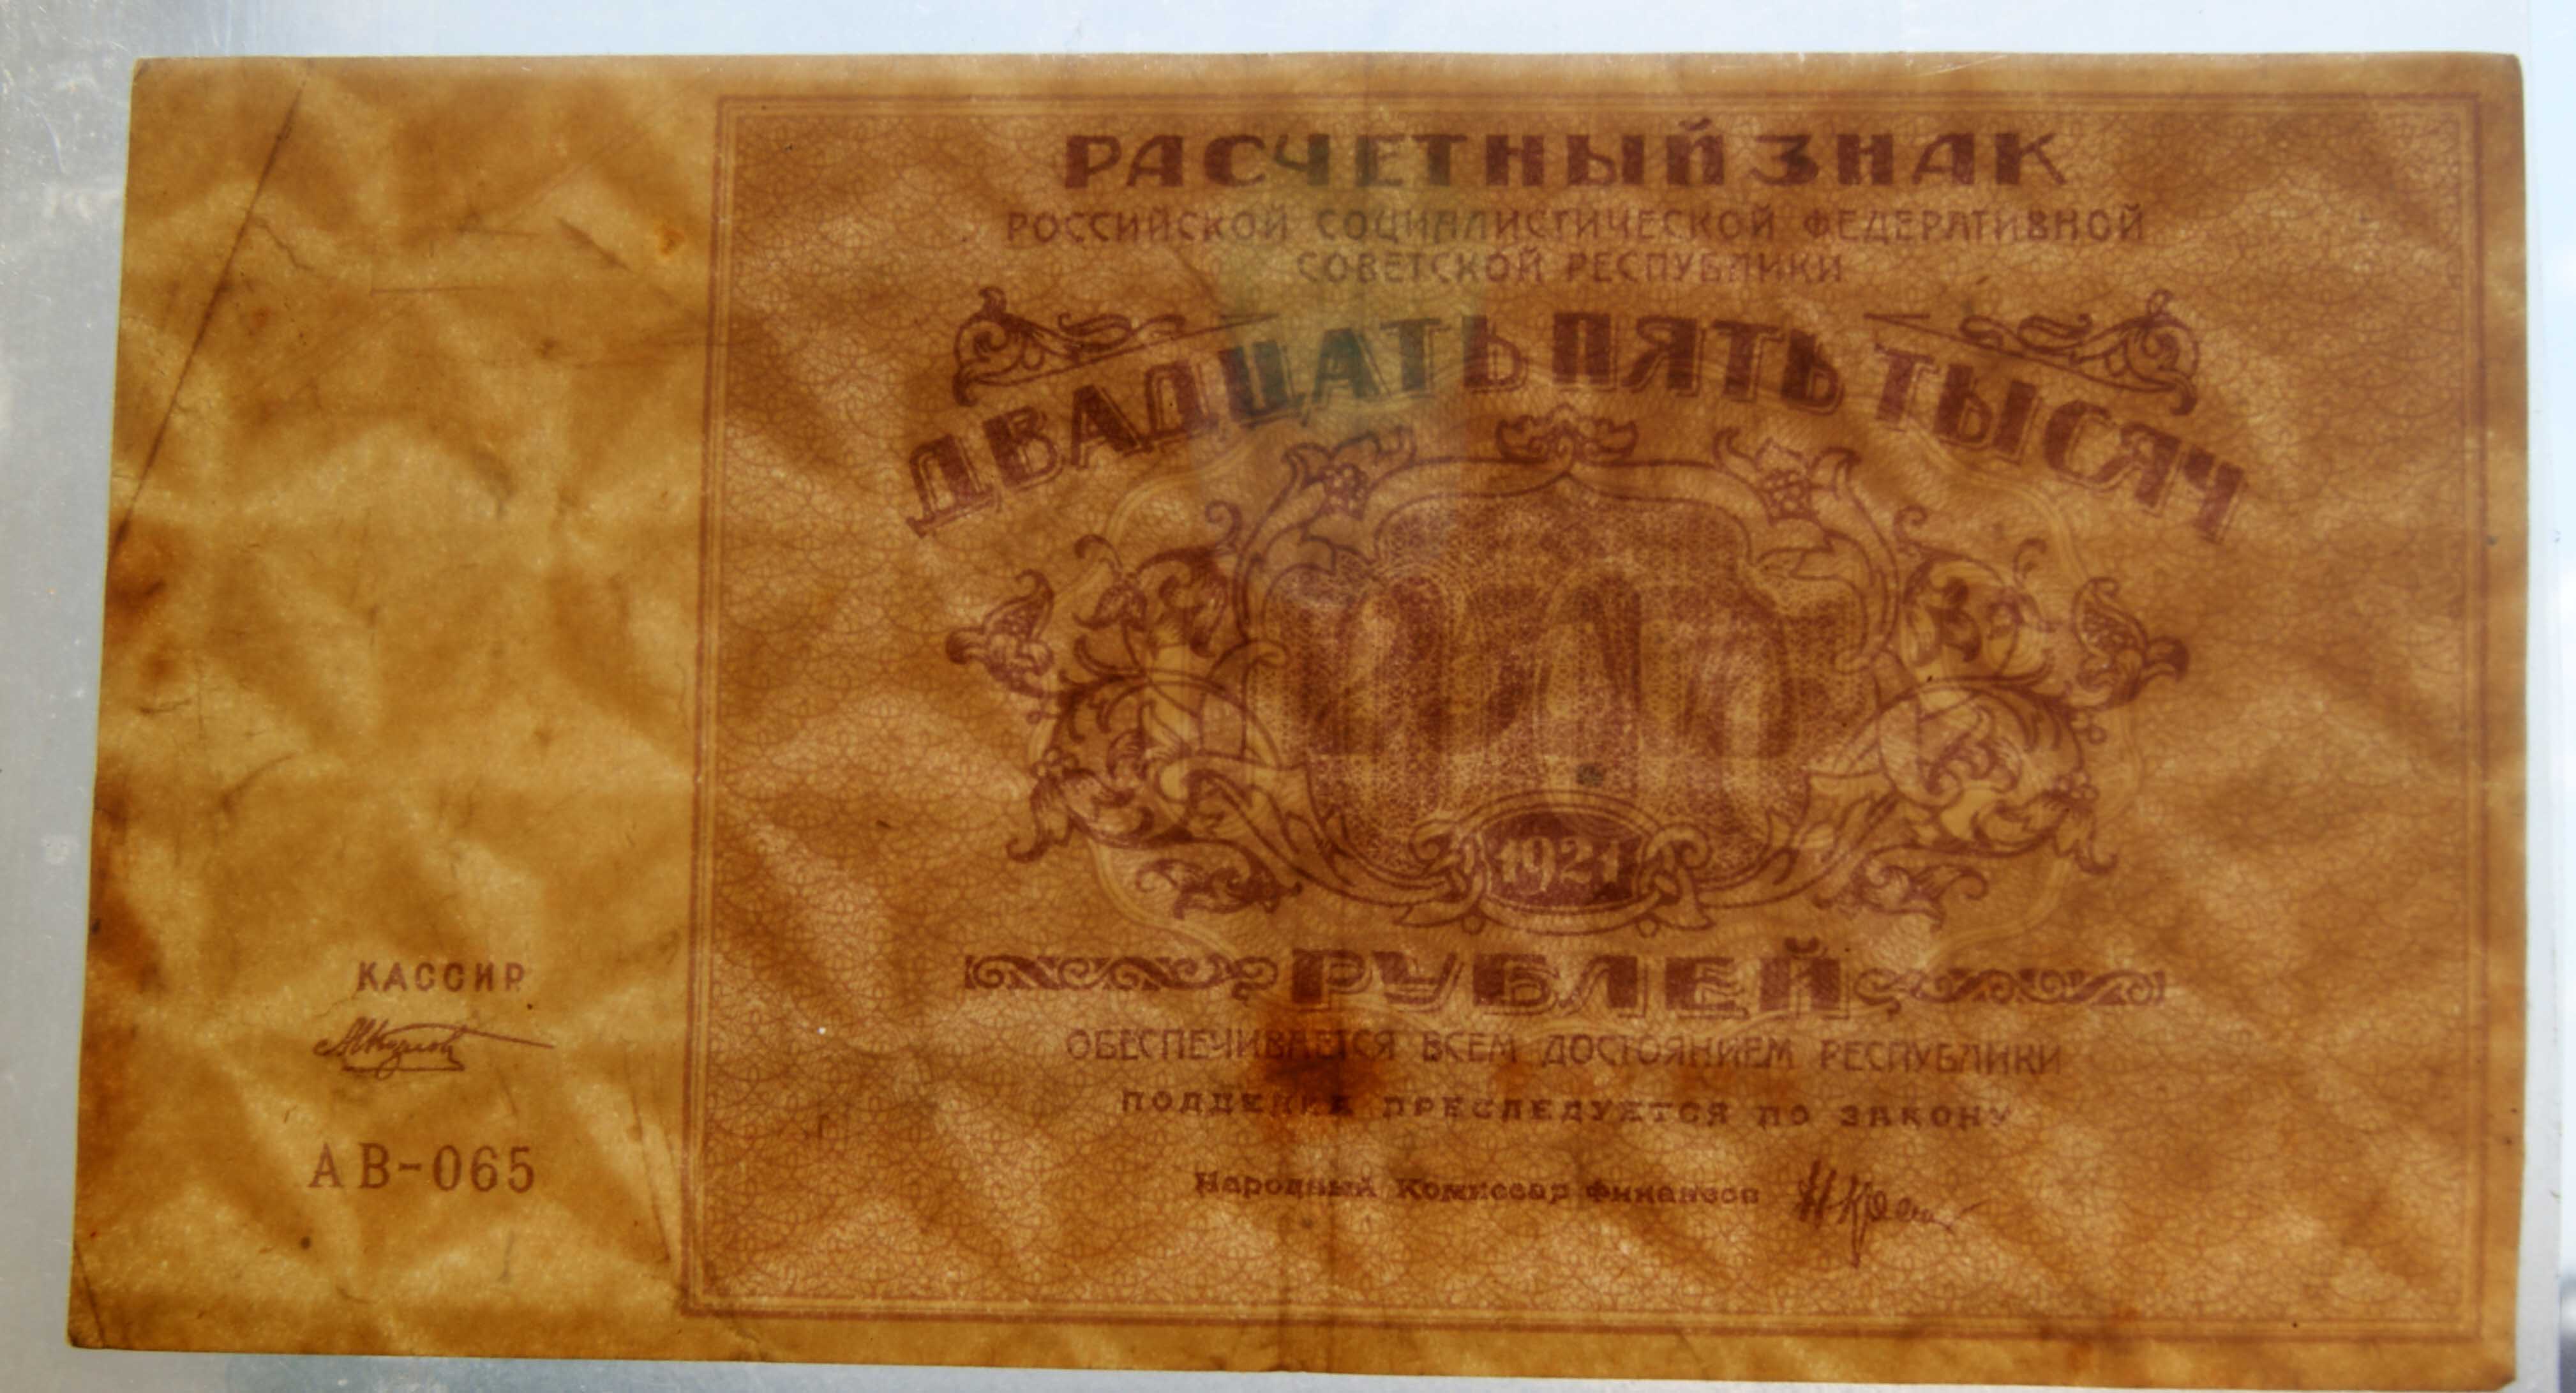 РАСЧЕТНЫЙ ЗНАК
РОССИЙСКОЙ СОЦИАЛИСТИЧЕСКОЙ ФЕДЕРАТИВНОЙ
СОВЕТСКОЙ РЕСПУБЛИКИ
ДВАДЦАТЬ ПЯТЬ ТЫСЯЧ
1921
РУБЛЕЙ
ОБЕСПЕЧИВАЕТСЯ ВСЕМ ДОСТОЯНИЕМ РЕСПУБЛИКИ
ПОДДЕЛКА ПРЕСЛЕДУЕТСЯ ПО ЗАКОНУ
Народный Комиссар Финансов
КАССИР
АВ-065